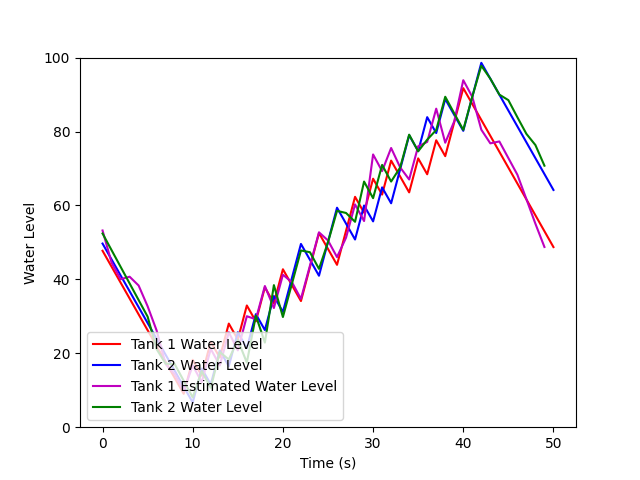 100
80
60
40
20
0
Water Level
Tank 1 Water Level
Tank 2 Water Level
Tank 1 Estimated Water Level
Tank 2 Water Level
0 10 20 30 40 50
Time (s)